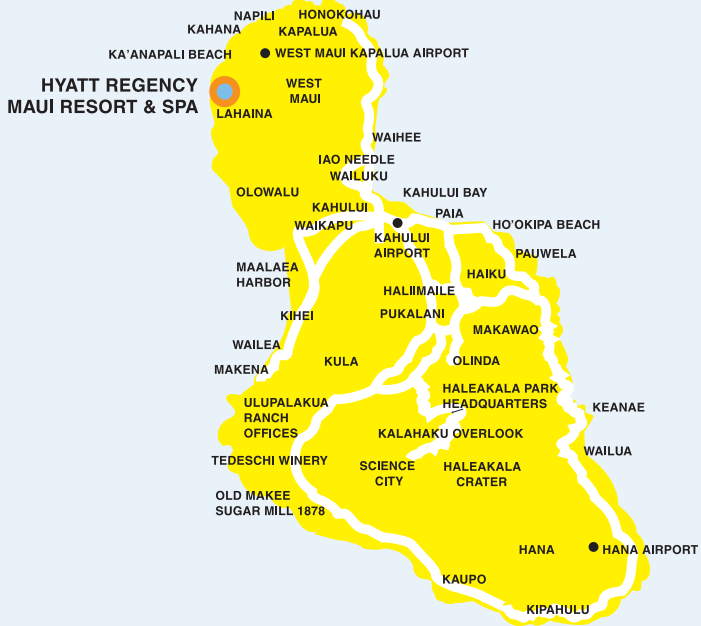 NAPILI
HONOKOHAU
KAHANA
KAPALUA
KA'ANAPALI BEACH
WEST MAUI KAPALUA AIRPORT
HYATT REGENCY
MAUI RESORT & SPA
WEST
MAUI
LAHAINA
WAIHEE
IAO NEEDLE
WAILUKU
OLOWALU
KAHULUI BAY
KAHULUI
PAIA
WAIKAPU
HO'OKIPA BEACH
KAHULUI
AIRPORT
PAUWELA
MAALAEA
HARBOR
HAIKU
HALIIMAILE
KIHEI
PUKALANI
MAKAWAO
WAILEA
KULA
OLINDA
MAKENA
HALEAKALA PARK
HEADQUARTERS
ULUPALAKUA
RANCH
OFFICES
KEANAE
KALAHAKU OVERLOOK
WAILUA
TEDESCHI WINERY
SCIENCE
CITY
HALEAKALA
CRATER
OLD MAKEE
SUGAR MILL 1878
HANA
HANA AIRPORT
KAUPO
KIPAHULU